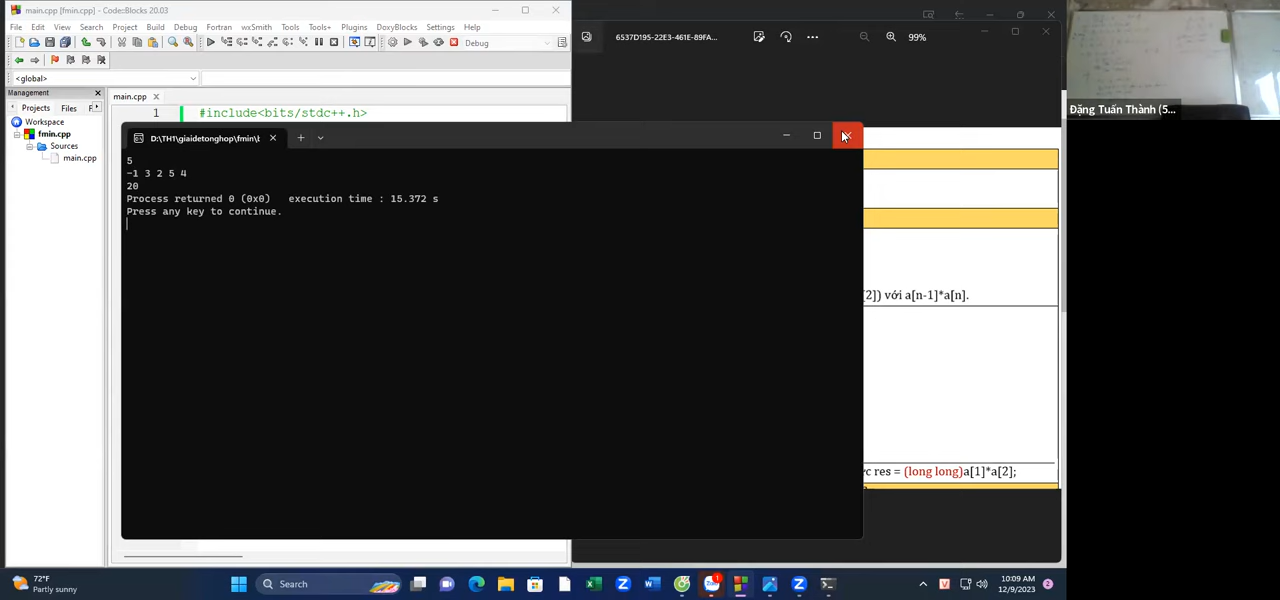 main.cpp [fmin.cpp] - Code::Blocks 20.03
File Edit View Search Project Build Debug Fortran wxSmith Tools Tools+ Plugins DoxyBlocks Settings Help
Debug
<global>
Management
Projects Files F
Workspace
fmin.cpp
Sources
main.cpp
main.cpp
1 #include<bits/stdc++.h>
D:\TH1\giaidetonghop\fmin\t
5
-1 3 2 5 4
20
Process returned 0 (0x0) execution time : 15.372 s
Press any key to continue.
6537D195-22E3-461E-89FA...
99%
[2]) với a[n-1]*a[n].
c res = (long long)a[1]*a[2];
Đặng Tuấn Thành (5...
72°F
Partly sunny
Search
10:09 AM
12/9/2023